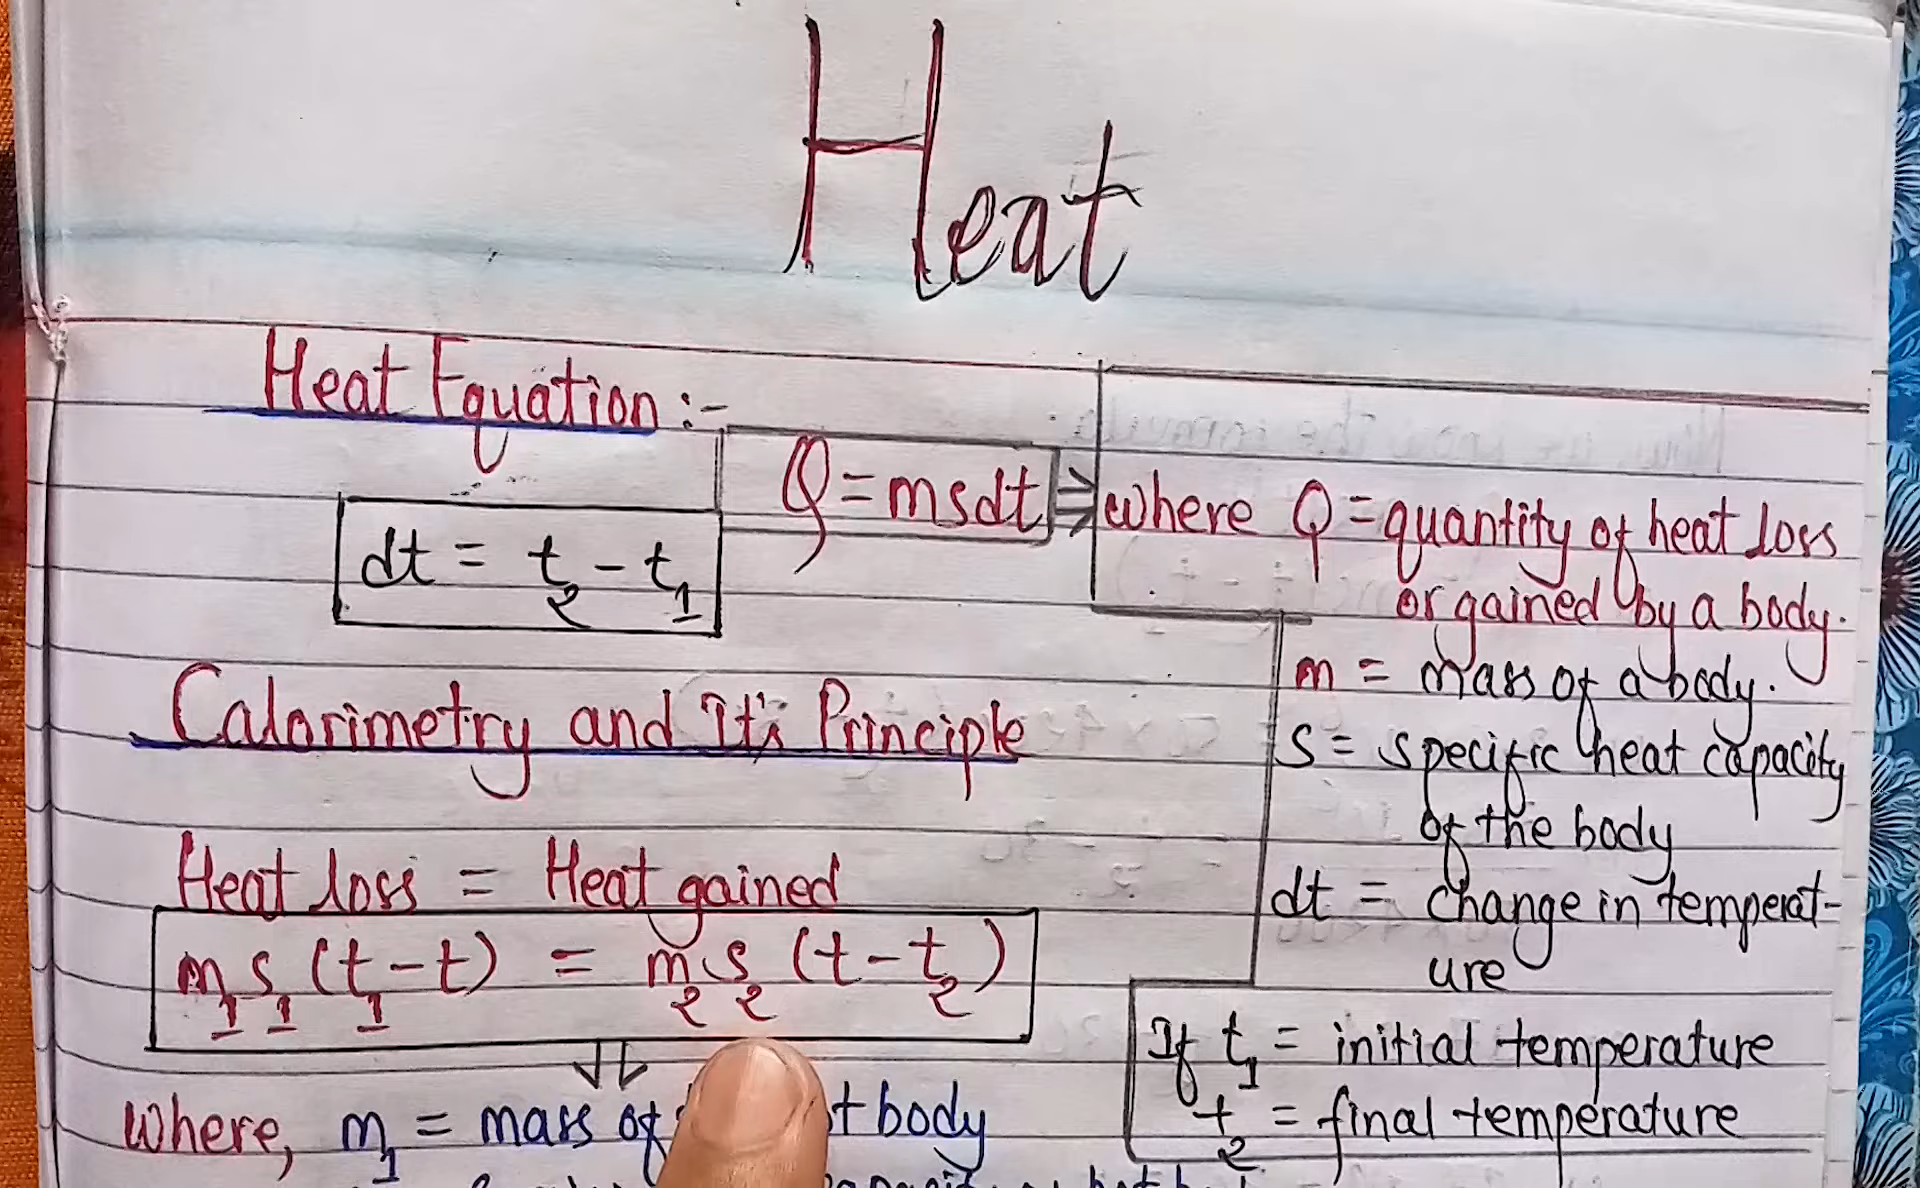 Heat
Heat Equation :-
Q = msdt ⇒
dt = t₂ - t₁
where Q = quantity of heat loss
or gained by a body.
m = mass of a body.
s = specific heat capacity
of the body
dt = change in temperat-
ure
If t₁ = initial temperature
t₂ = final temperature
Calorimetry and It's Principle
Heat loss = Heat gained
m₁s₁ (t₁ - t) = m₂s₂ (t - t₂)
where, m₁ = mass of body